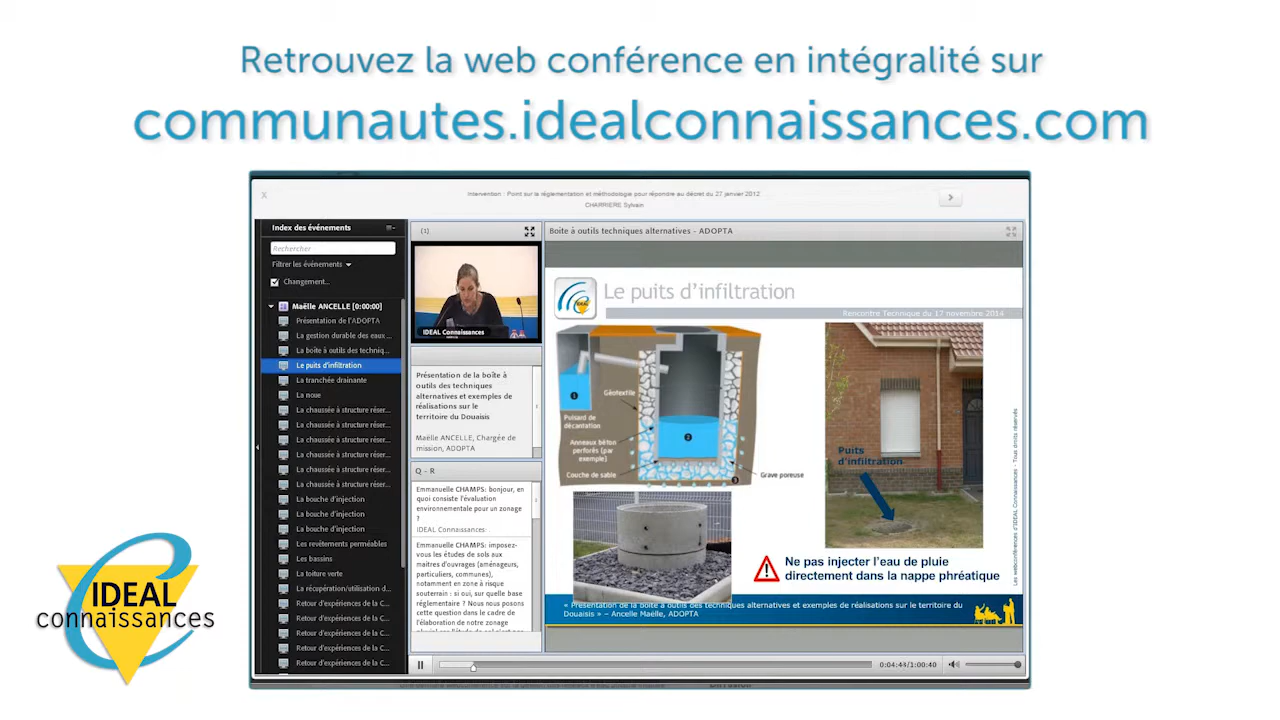 Retrouvez la web conférence en intégralité sur
communautes.idealconnaissances.com
Intervention : Point sur la réglementation et méthodologie pour répondre au décret du 27 janvier 2012
CHARRIERE Sylvain
X
Index des événements
Rechercher
Filtrer les événements
Changement...
Maëlle ANCELLE [0:00:00]
Présentation de l'ADOPTA
La gestion durable des eaux ...
La boîte à outils des techniq...
Le puits d'infiltration
La tranchée drainante
La noue
La chaussée à structure réser...
La chaussée à structure réser...
La chaussée à structure réser...
La chaussée à structure réser...
La chaussée à structure réser...
La chaussée à structure réser...
La bouche d'injection
La bouche d'injection
La bouche d'injection
Les revêtements perméables
Les bassins
La toiture verte
La récupération/utilisation d...
Retour d'expériences de la C...
Retour d'expériences de la C...
Retour d'expériences de la C...
Retour d'expériences de la C...
Retour d'expériences de la C...
(1)
IDEAL Connaissances
Présentation de la boîte à
outils des techniques
alternatives et exemples de
réalisations sur le
territoire du Douaisis
Maëlle ANCELLE, Chargée de
mission, ADOPTA
Q - R
Emmanuelle CHAMPS: bonjour, en
quoi consiste l'évaluation
environnementale pour un zonage
?
IDEAL Connaissances:
Emmanuelle CHAMPS: imposez-
vous les études de sols aux
maitres d'ouvrages (aménageurs,
particuliers, communes),
notamment en zone à risque
souterrain : si oui, sur quelle base
réglementaire ? Nous nous posons
cette question dans le cadre de
l'élaboration de notre zonage
Boite à outils techniques alternatives - ADOPTA
IDEAL
Le puits d'infiltration
Rencontre Technique du 17 novembre 2014
1
Puisard de
décantation
Géotextile
Anneaux béton
perforés (par
exemple)
Couche de sable
2
3
Grave poreuse
Puits
d'infiltration
Ne pas injecter l'eau de pluie
directement dans la nappe phréatique
Les webconférences d'IDEAL Connaissances - Tous droits réservés
« Présentation de la boîte à outils des techniques alternatives et exemples de réalisations sur le territoire du
Douaisis » – Ancelle Maëlle, ADOPTA
0:04:44/1:00:40
IDEAL
connaissances